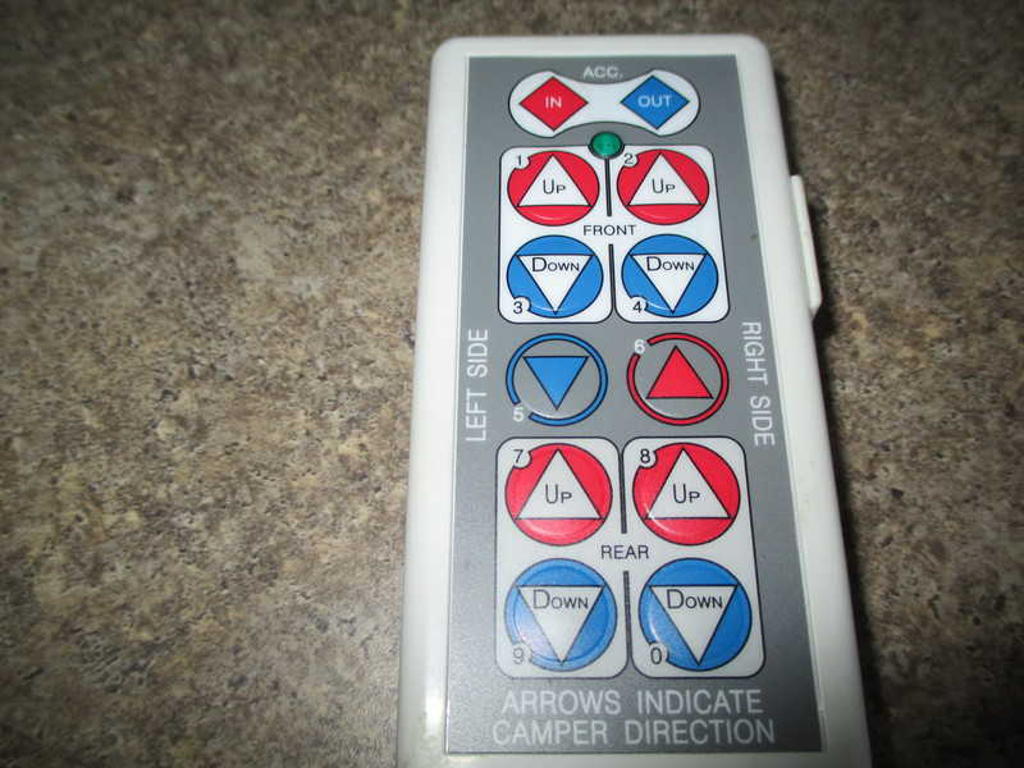 ACC.
IN OUT
1 2
UP UP
FRONT
DOWN DOWN
3 4
LEFT SIDE
RIGHT SIDE
6
5
7 8
UP UP
REAR
DOWN DOWN
9 0
ARROWS INDICATE
CAMPER DIRECTION